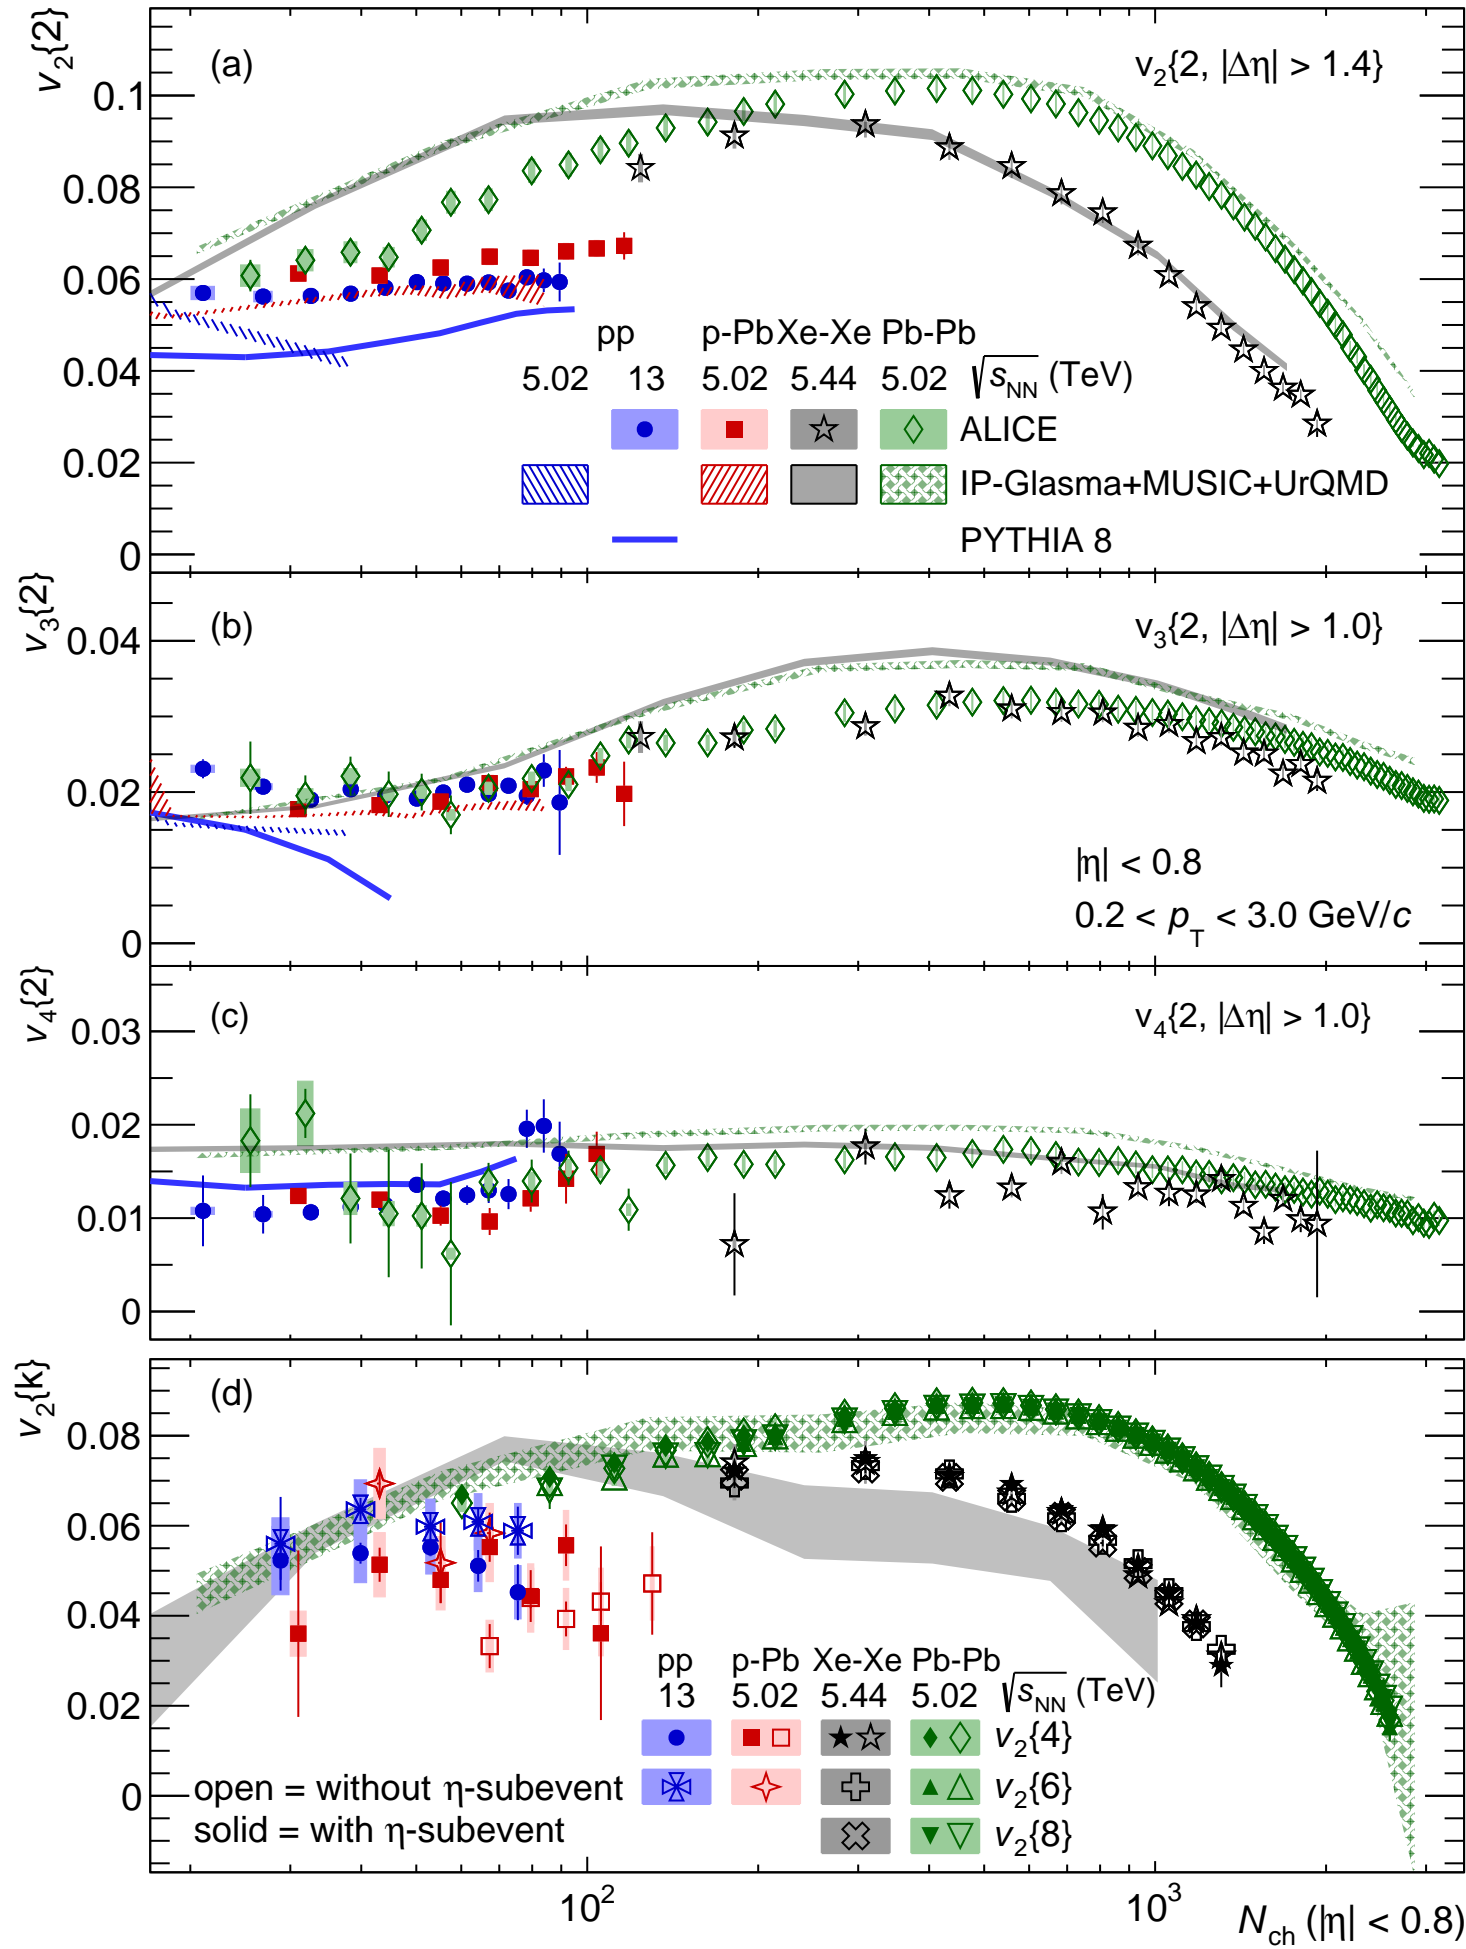 v2{2}
(a)
v2{2, |Δη| > 1.4}
0.1
0.08
0.06
0.04
0.02
0
pp p-Pb Xe-Xe Pb-Pb
5.02 13 5.02 5.44 5.02 √sNN (TeV)
ALICE
IP-Glasma+MUSIC+UrQMD
PYTHIA 8
v3{2}
(b)
v3{2, |Δη| > 1.0}
0.04
0.02
0
|η| < 0.8
0.2 < pT < 3.0 GeV/c
v4{2}
(c)
v4{2, |Δη| > 1.0}
0.03
0.02
0.01
0
v2{k}
(d)
0.08
0.06
0.04
0.02
0
pp p-Pb Xe-Xe Pb-Pb
13 5.02 5.44 5.02 √sNN (TeV)
v2{4}
v2{6}
v2{8}
open = without η-subevent
solid = with η-subevent
10² 10³
Nch (|η| < 0.8)